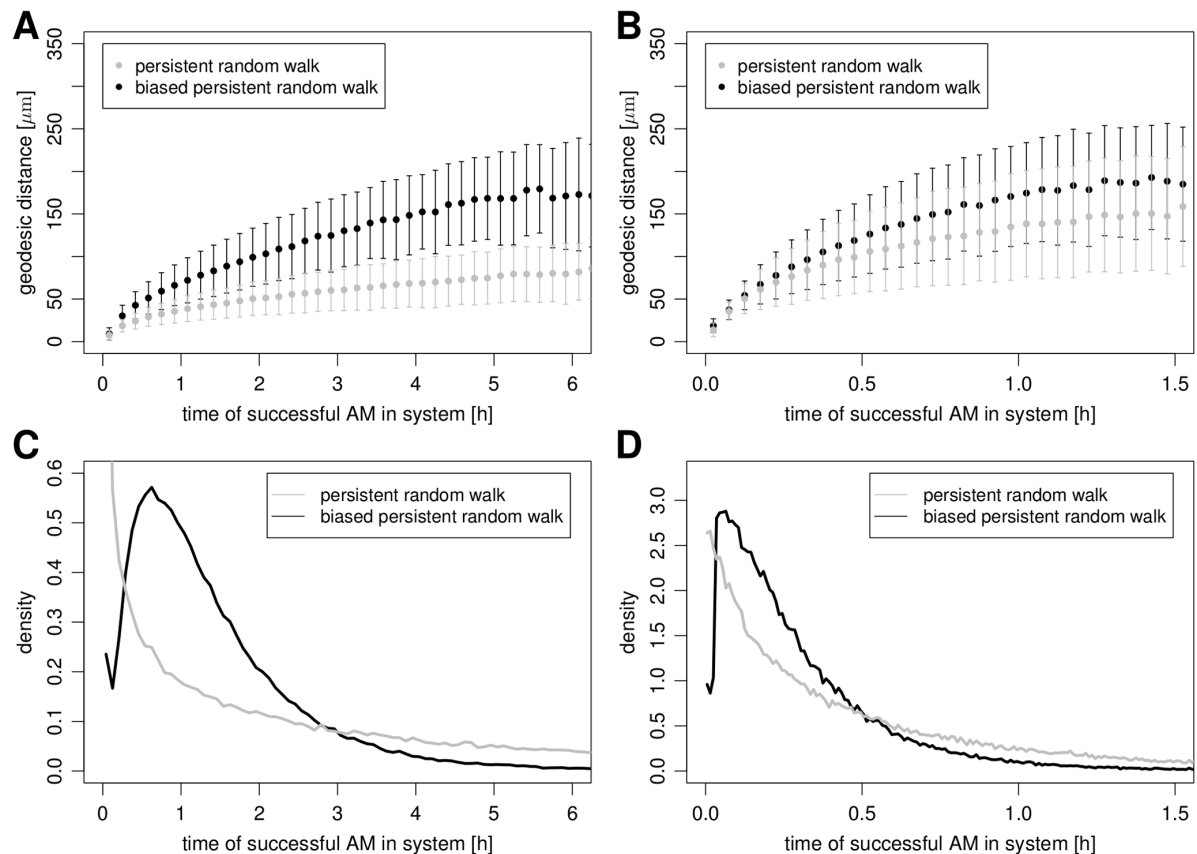 A
350
250
150
50
0
geodesic distance [μm]
persistent random walk
biased persistent random walk
0 1 2 3 4 5 6
time of successful AM in system [h]
B
350
250
150
50
0
geodesic distance [μm]
persistent random walk
biased persistent random walk
0.0 0.5 1.0 1.5
time of successful AM in system [h]
C
0.6
0.5
0.4
0.3
0.2
0.1
0.0
density
persistent random walk
biased persistent random walk
0 1 2 3 4 5 6
time of successful AM in system [h]
D
3.0
2.5
2.0
1.5
1.0
0.5
0.0
density
persistent random walk
biased persistent random walk
0.0 0.5 1.0 1.5
time of successful AM in system [h]